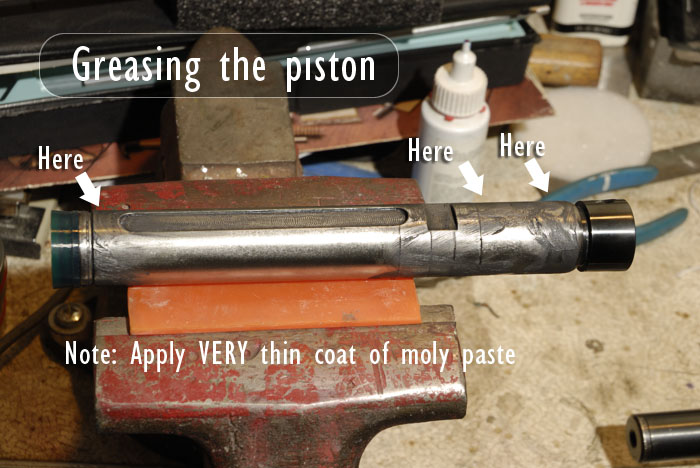 Greasing the piston
Here
Here
Here
Note: Apply VERY thin coat of moly paste